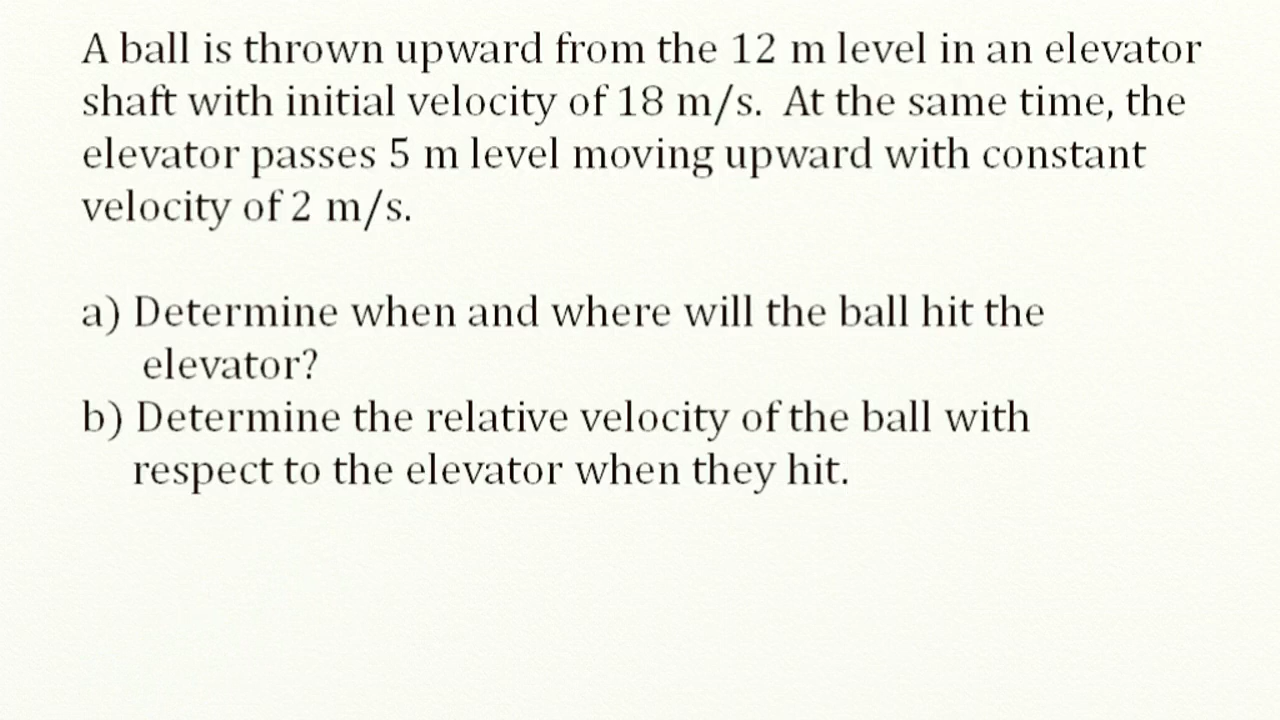 A ball is thrown upward from the 12 m level in an elevator
shaft with initial velocity of 18 m/s.  At the same time, the
elevator passes 5 m level moving upward with constant
velocity of 2 m/s.
a) Determine when and where will the ball hit the
elevator?
b) Determine the relative velocity of the ball with
respect to the elevator when they hit.